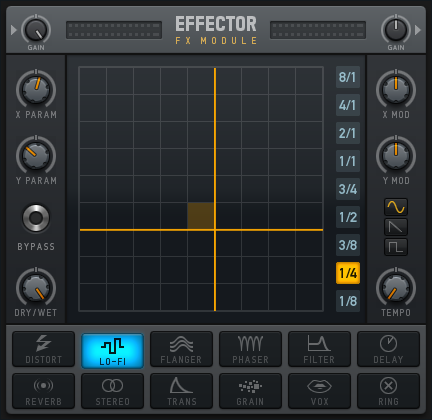 EFFECTOR
FX MODULE
GAIN
GAIN
X PARAM
Y PARAM
BYPASS
DRY/WET
8/1
4/1
2/1
1/1
3/4
1/2
3/8
1/4
1/8
X MOD
Y MOD
TEMPO
DISTORT
LO-FI
FLANGER
PHASER
FILTER
DELAY
REVERB
STEREO
TRANS
GRAIN
VOX
RING